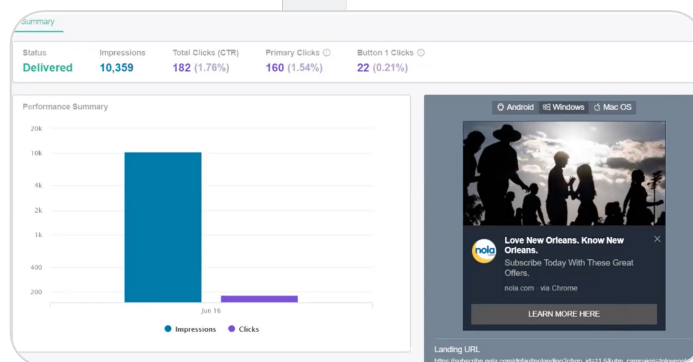 Summary
Status
Impressions
Total Clicks (CTR)
Primary Clicks
Button 1 Clicks
Delivered
10,359
182 (1.76%)
160 (1.54%)
22 (0.21%)
Performance Summary
20k
10k
4k
2k
1k
400
200
Jun 16
Impressions
Clicks
Android
Windows
Mac OS
nola
Love New Orleans. Know New
Orleans.
Subscribe Today With These Great
Offers.
nola.com via Chrome
LEARN MORE HERE
Landing URL